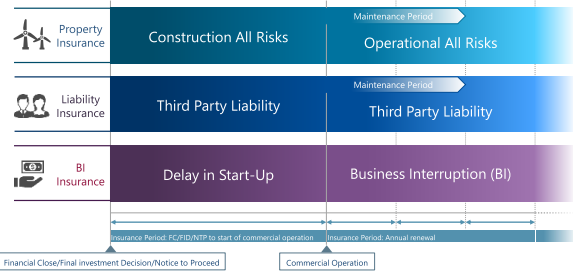 Property
Insurance
Construction All Risks
Maintenance Period
Operational All Risks
Liability
Insurance
Third Party Liability
Maintenance Period
Third Party Liability
BI
Insurance
Delay in Start-Up
Business Interruption (BI)
Insurance Period: FC/FID/NTP to start of commercial operation
Insurance Period: Annual renewal
Financial Close/Final investment Decision/Notice to Proceed
Commercial Operation